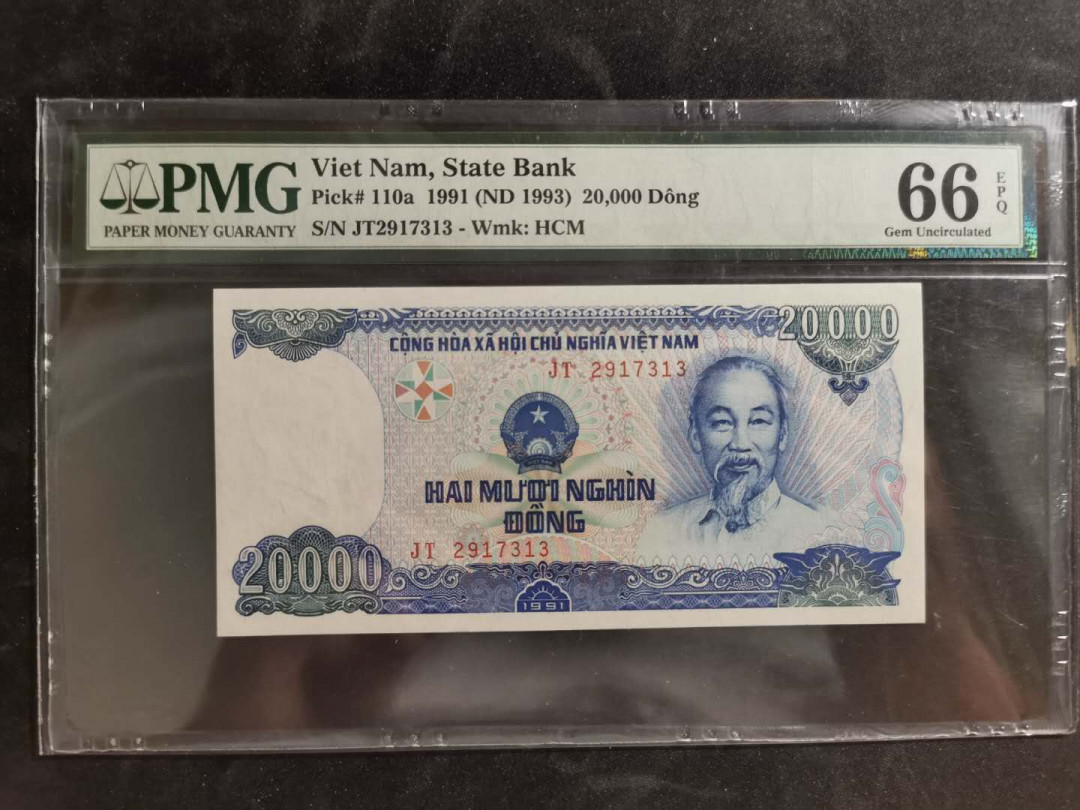 PMG
PAPER MONEY GUARANTY
Viet Nam, State Bank
Pick# 110a 1991 (ND 1993) 20,000 Dông
S/N JT2917313 - Wmk: HCM
66
EPQ
Gem Uncirculated
20000
CỘNG HÒA XÃ HỘI CHỦ NGHĨA VIỆT NAM
JT 2917313
HAI MƯƠI NGHÌN
ĐỒNG
JT 2917313
20000
1991